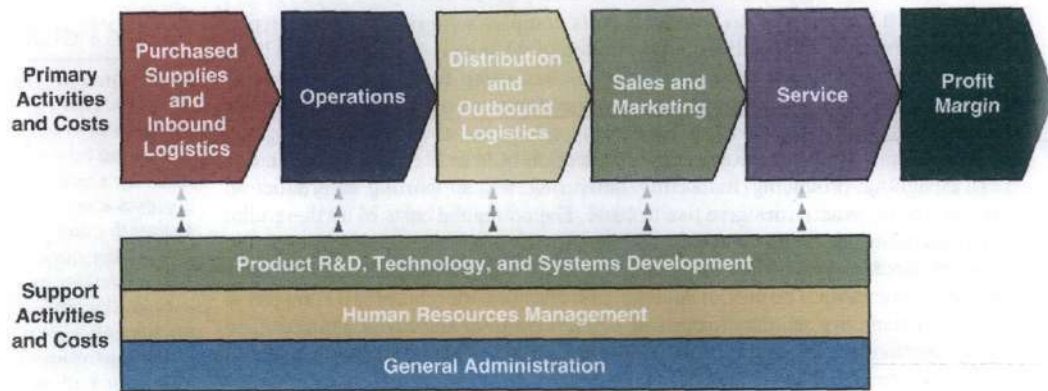 Primary
Activities
and Costs
Purchased
Supplies
and
Inbound
Logistics
Operations
Distribution
and
Outbound
Logistics
Sales and
Marketing
Service
Profit
Margin
Support
Activities
and Costs
Product R&D, Technology, and Systems Development
Human Resources Management
General Administration